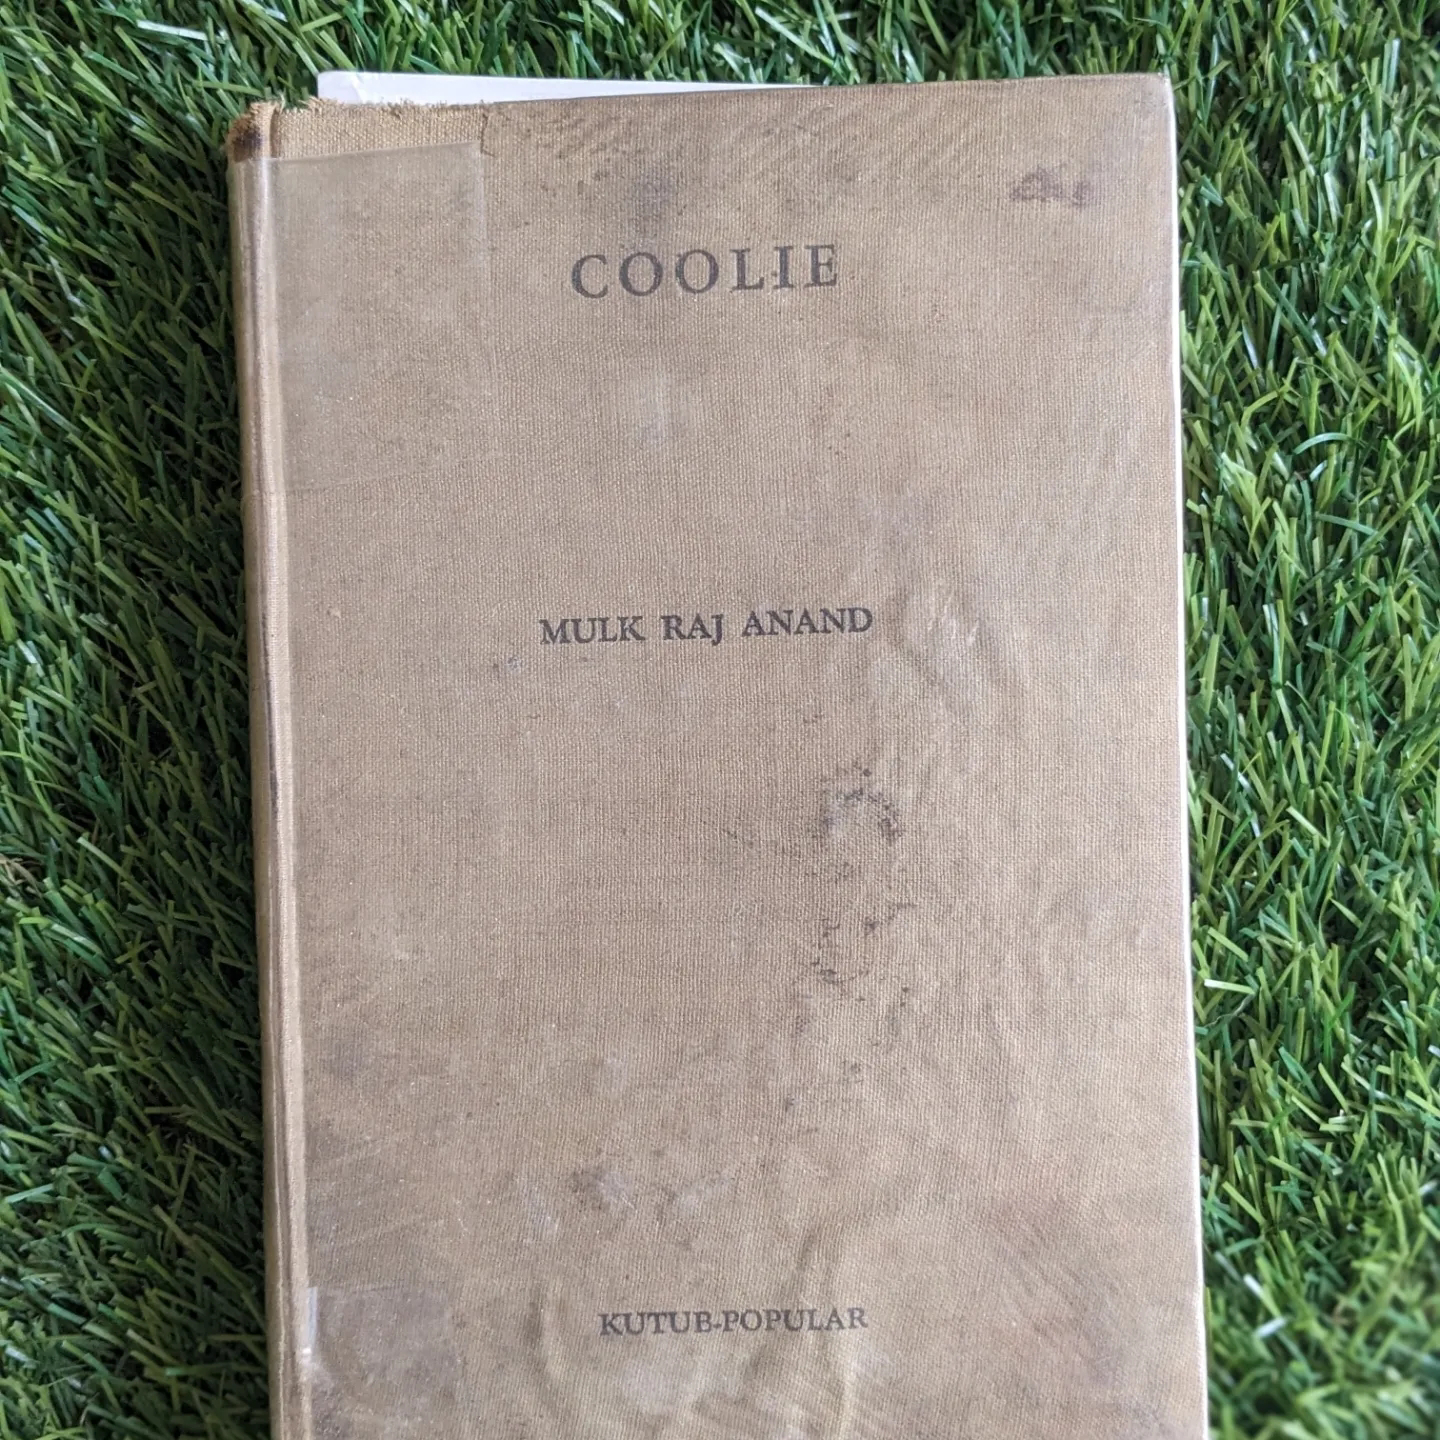 COOLIE
MULK RAJ ANAND
KUTUB-POPULAR